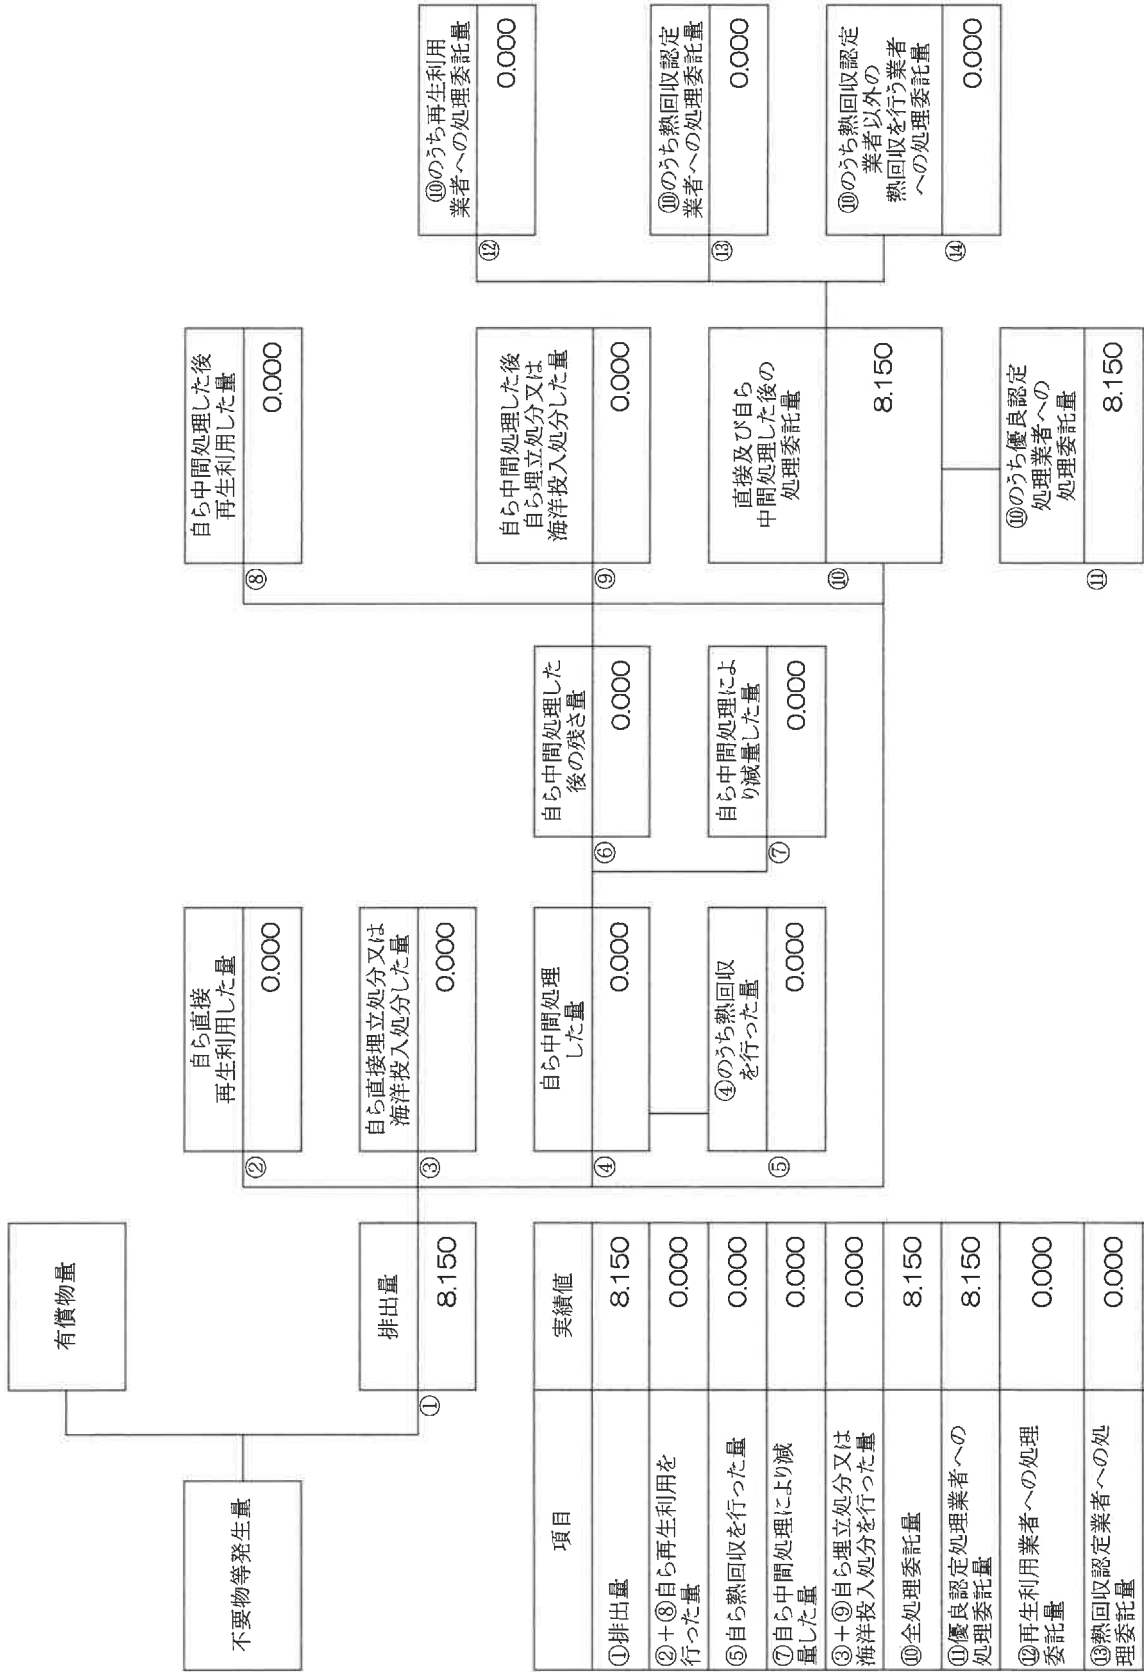 不要物等発生量
有償物量
①
排出量
8.150
②
自ら直接
再生利用した量
0.000
③
自ら直接埋立処分又は
海洋投入処分した量
0.000
④
自ら中間処理
した量
0.000
⑤
④のうち熱回収
を行った量
0.000
⑥
自ら中間処理した
後の残さ量
0.000
⑦
自ら中間処理によ
り減量した量
0.000
⑧
自ら中間処理した後
再生利用した量
0.000
⑨
自ら中間処理した後
自ら埋立処分又は
海洋投入処分した量
0.000
⑩
直接及び自ら
中間処理した後の
処理委託量
8.150
⑪
⑩のうち優良認定
処理業者への
処理委託量
8.150
⑫
⑩のうち再生利用
業者への処理委託量
0.000
⑬
⑩のうち熱回収認定
業者への処理委託量
0.000
⑭
⑩のうち熱回収認定
業者以外の
熱回収を行う業者
への処理委託量
0.000
項目
実績値
①排出量
8.150
②+⑧自ら再生利用を
行った量
0.000
⑤自ら熱回収を行った量
0.000
⑦自ら中間処理により減
量した量
0.000
③+⑨自ら埋立処分又は
海洋投入処分を行った量
0.000
⑩全処理委託量
8.150
⑪優良認定処理業者への
処理委託量
8.150
⑫再生利用業者への処理
委託量
0.000
⑬熱回収認定業者への処
理委託量
0.000